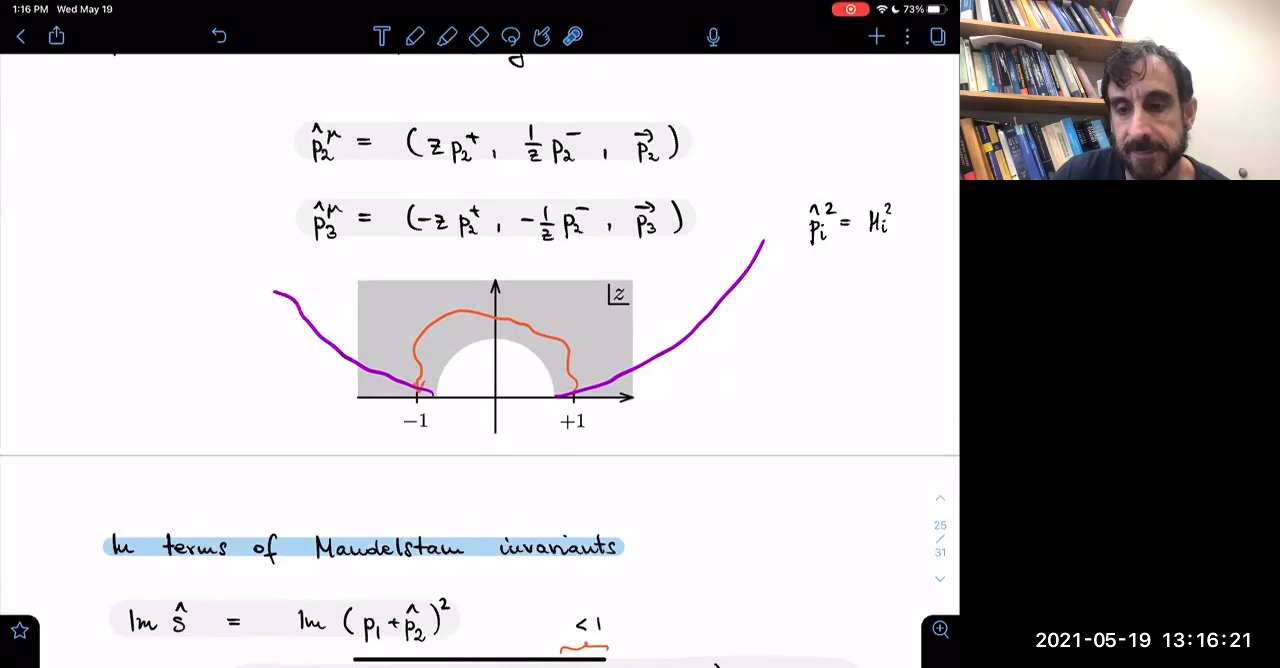 1:16 PM Wed May 19
73%
p̂₂^μ = ( z p₂⁺ , 1/z p₂⁻ , p⃗₂ )
p̂₃^μ = ( -z p₂⁺ , -1/z p₂⁻ , p⃗₃ )
p̂ᵢ² = Mᵢ²
z
−1
+1
In terms of Mandelstam invariants
25
/
31
Im ŝ = Im ( p₁ + p̂₂ )²
< 1
2021-05-19 13:16:21